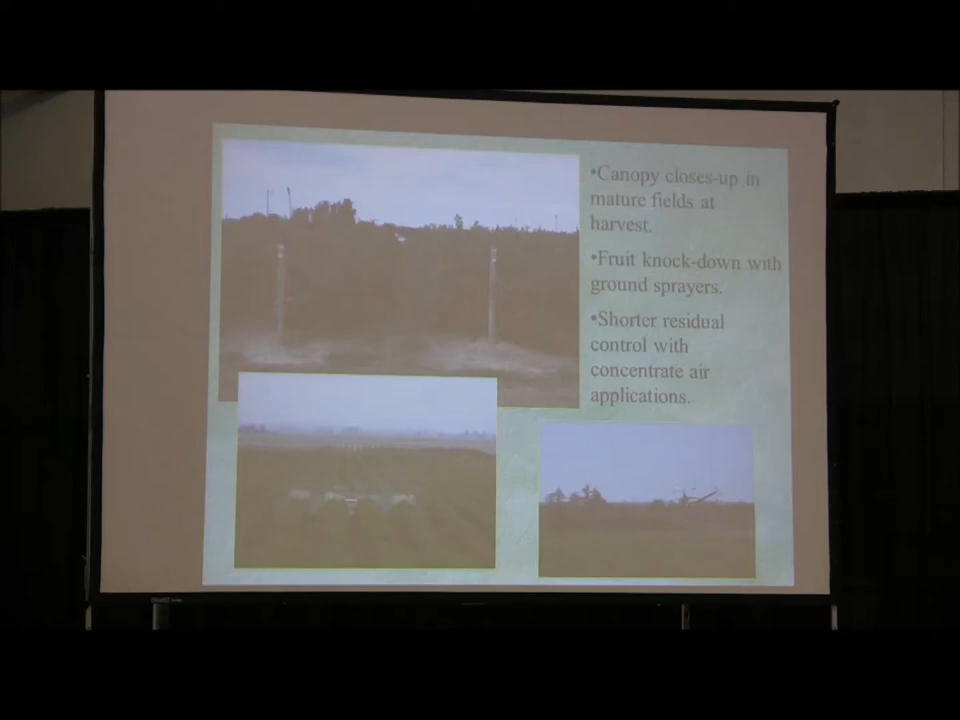 •Canopy closes-up in
mature fields at
harvest.
•Fruit knock-down with
ground sprayers.
•Shorter residual
control with
concentrate air
applications.